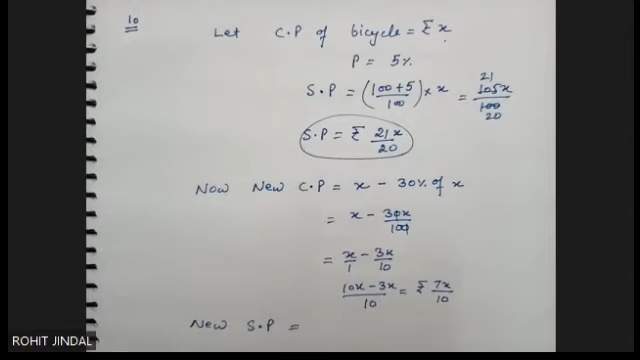 10
Let C.P of bicycle = ₹ x
P = 5%
S.P = (100+5/100) × x = 21 105x/100 20
S.P = ₹ 21x/20
Now New C.P = x - 30% of x
= x - 30x/100
= x/1 - 3x/10
10x - 3x/10 = ₹ 7x/10
New S.P =
ROHIT JINDAL